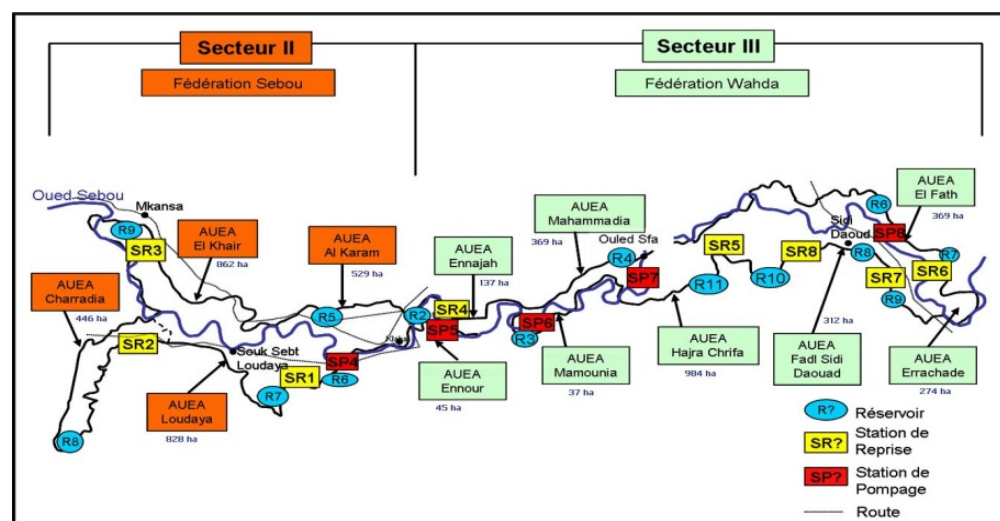 Secteur II
Secteur III
Fédération Sebou
Fédération Wahda
Oued Sebou
Mkansa
R9
SR3
AUEA
El Khair
862 ha
AUEA
Al Karam
529 ha
AUEA
Ennajah
137 ha
AUEA
Mahammadia
369 ha
Ouled Sfa
R4
SP7
SR5
R11
R10
SR8
Sidi
Daoud
R6
SP8
AUEA
El Fath
369 ha
R8
R7
SR7
SR6
R9
AUEA
Charradia
446 ha
SR2
R5
R2
SR4
SP5
SP6
R3
Souk Sebt
Loudaya
SP4
R6
SR1
R7
R8
AUEA
Loudaya
828 ha
AUEA
Ennour
45 ha
AUEA
Mamounia
37 ha
AUEA
Hajra Chrifa
984 ha
312 ha
AUEA
Fadl Sidi
Daouad
AUEA
Errachade
274 ha
R?
Réservoir
SR?
Station de
Reprise
SP?
Station de
Pompage
Route